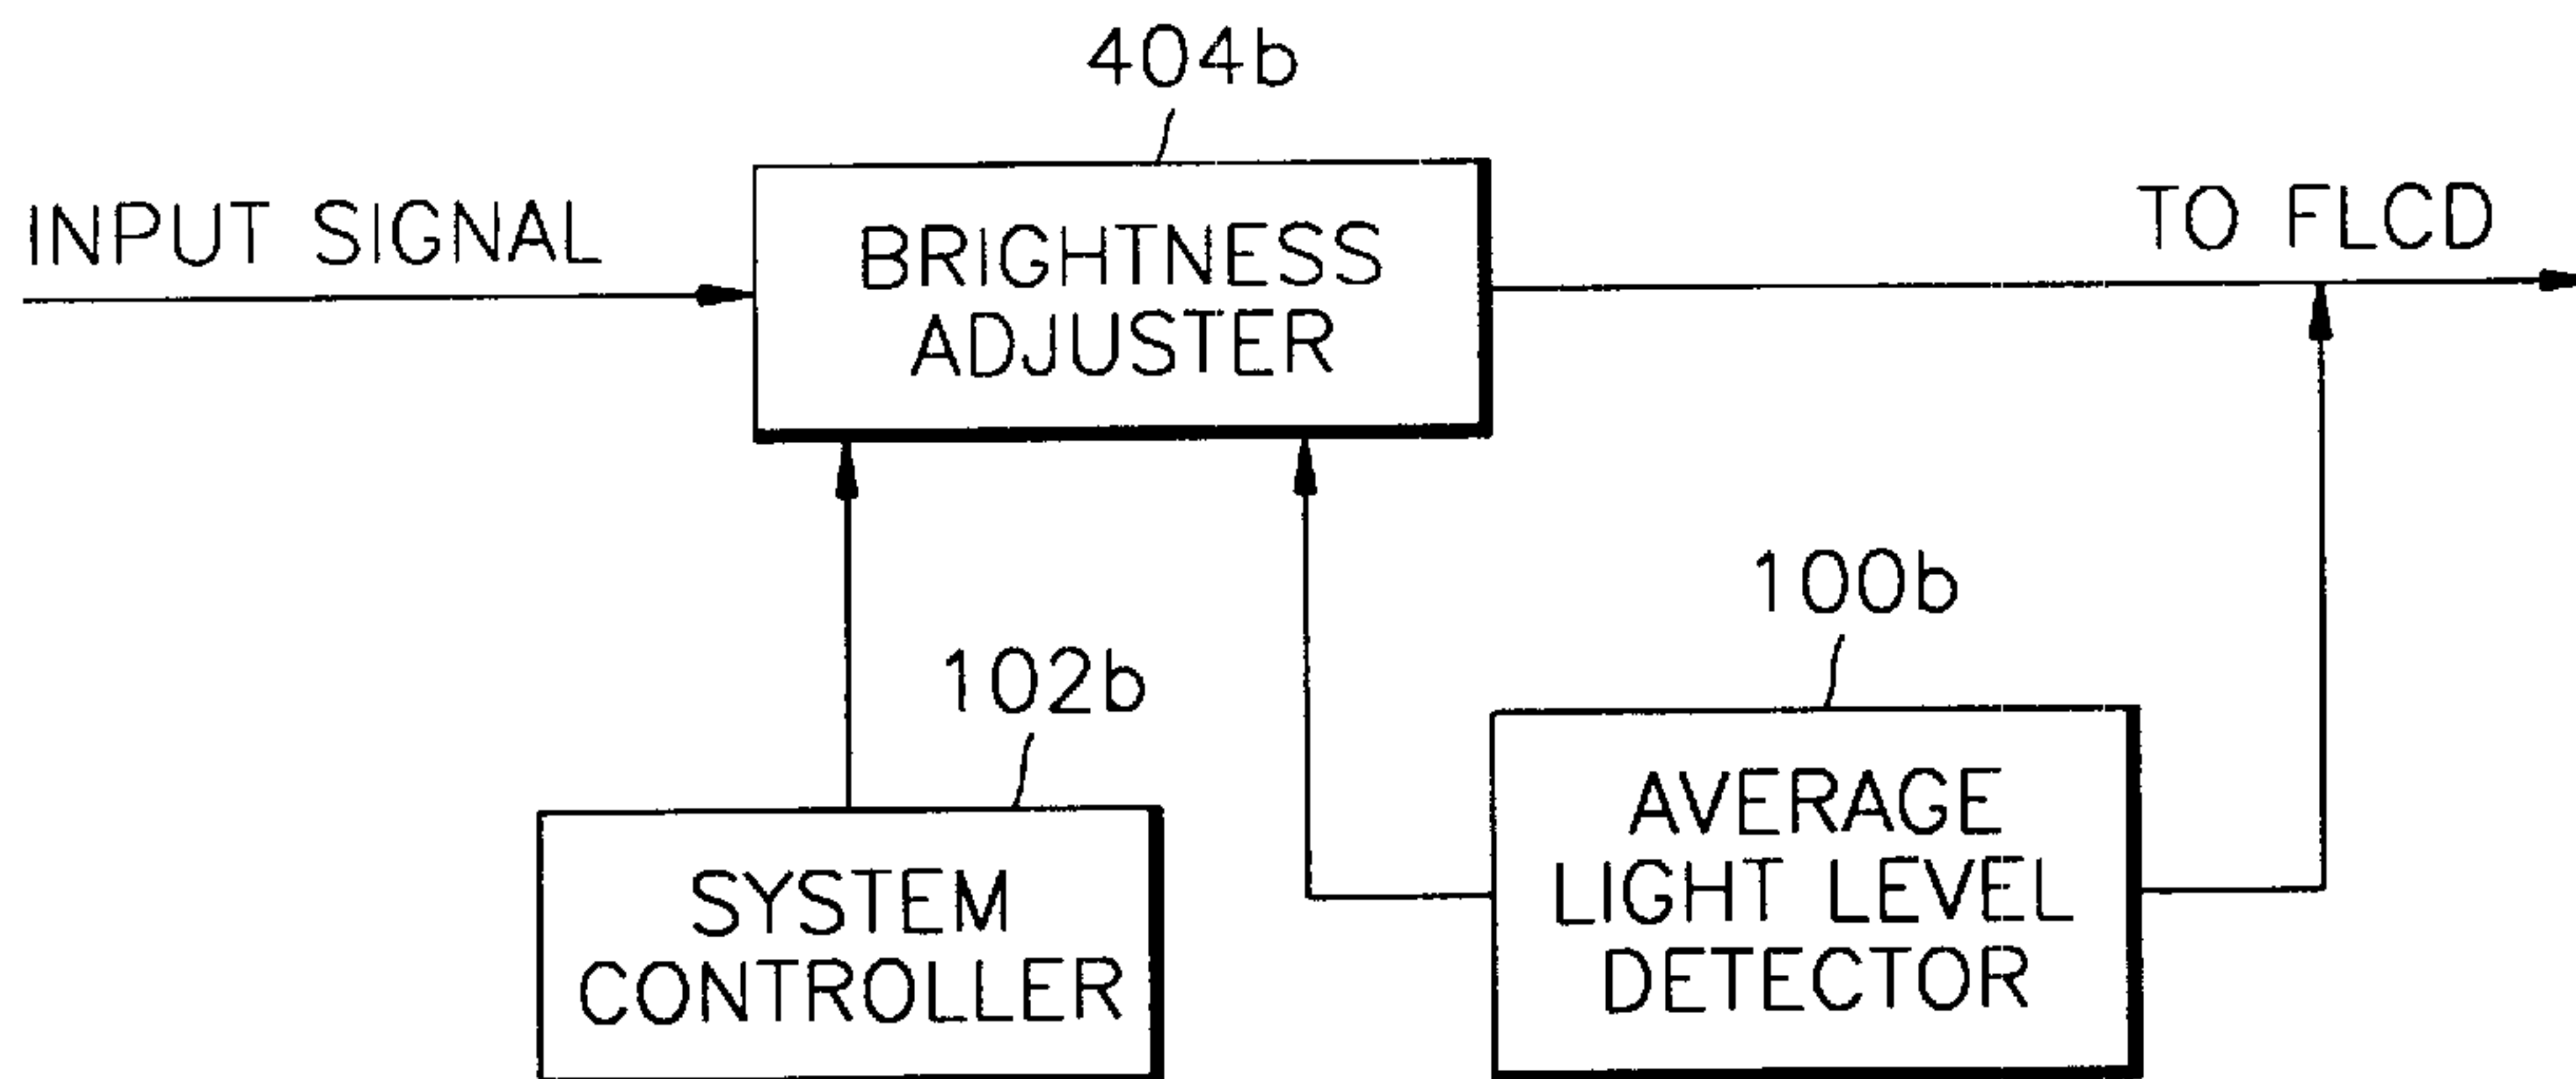 404b
INPUT SIGNAL
BRIGHTNESS
ADJUSTER
TO FLCD
102b
100b
SYSTEM
CONTROLLER
AVERAGE
LIGHT LEVEL
DETECTOR